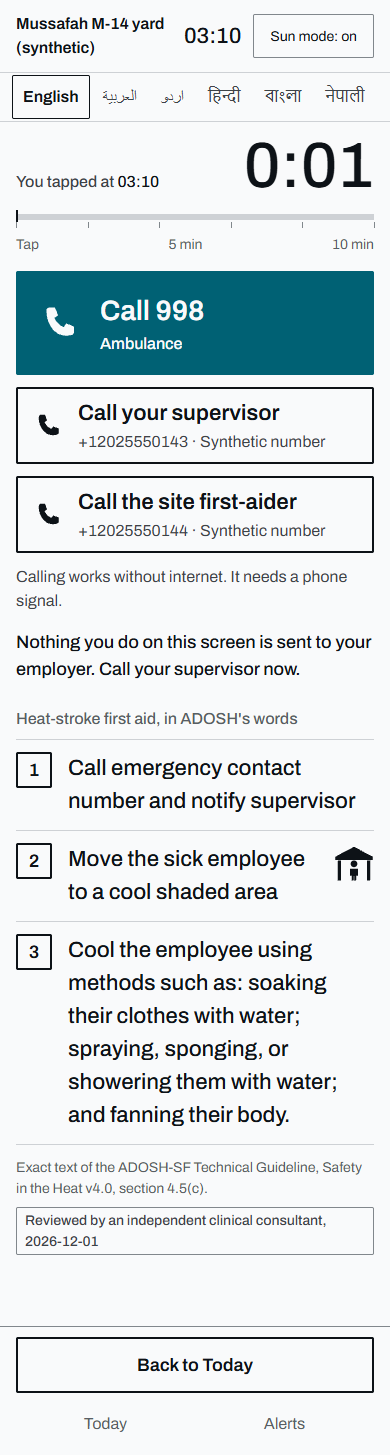 Mussafah M-14 yard
(synthetic)
03:10
Sun mode: on
English
العربية
اردو
हिन्दी
বাংলা
नेपाली
You tapped at 03:10
0:01
Tap
5 min
10 min
Call 998
Ambulance
Call your supervisor
+12025550143 · Synthetic number
Call the site first-aider
+12025550144 · Synthetic number
Calling works without internet. It needs a phone
signal.
Nothing you do on this screen is sent to your
employer. Call your supervisor now.
Heat-stroke first aid, in ADOSH's words
1
Call emergency contact
number and notify supervisor
2
Move the sick employee
to a cool shaded area
3
Cool the employee using
methods such as: soaking
their clothes with water;
spraying, sponging, or
showering them with water;
and fanning their body.
Exact text of the ADOSH-SF Technical Guideline, Safety
in the Heat v4.0, section 4.5(c).
Reviewed by an independent clinical consultant,
2026-12-01
Back to Today
Today
Alerts